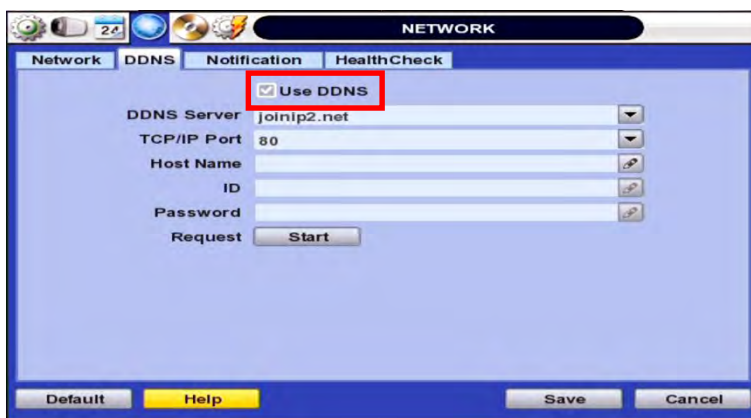 24 NETWORK
Network DDNS Notification HealthCheck
Use DDNS
DDNS Server joinip2.net
TCP/IP Port 80
Host Name
ID
Password
Request Start
Default Help Save Cancel